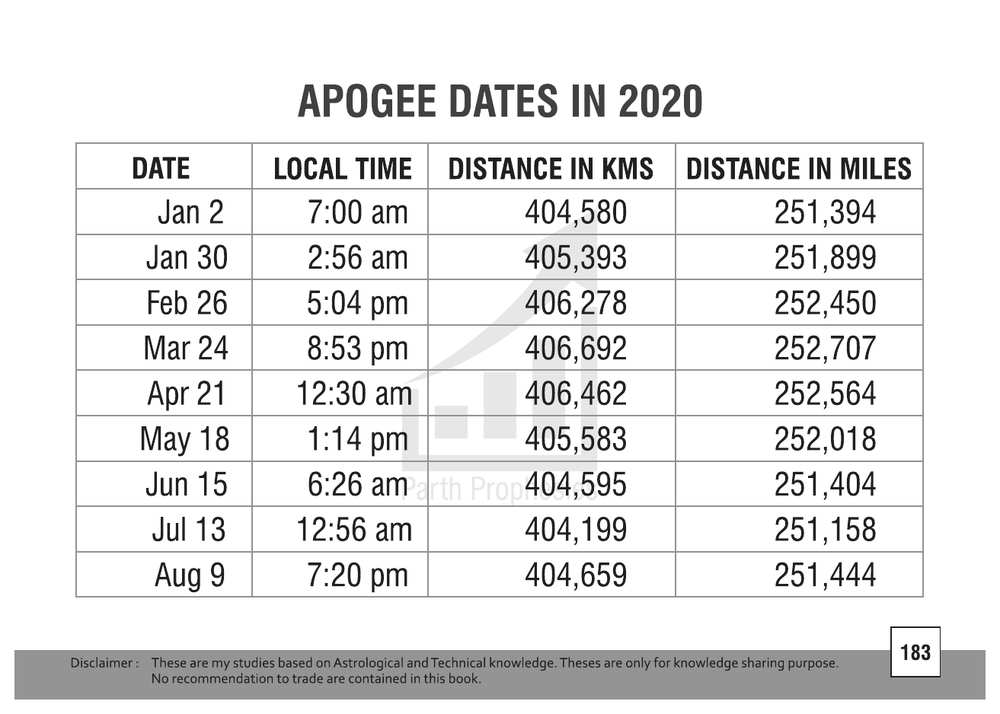 APOGEE DATES IN 2020
DATE LOCAL TIME DISTANCE IN KMS DISTANCE IN MILES
Jan 2 7:00 am 404,580 251,394
Jan 30 2:56 am 405,393 251,899
Feb 26 5:04 pm 406,278 252,450
Mar 24 8:53 pm 406,692 252,707
Apr 21 12:30 am 406,462 252,564
May 18 1:14 pm 405,583 252,018
Jun 15 6:26 am 404,595 251,404
Parth Prophecies
Jul 13 12:56 am 404,199 251,158
Aug 9 7:20 pm 404,659 251,444
183
Disclaimer : These are my studies based on Astrological and Technical knowledge. Theses are only for knowledge sharing purpose.
No recommendation to trade are contained in this book.